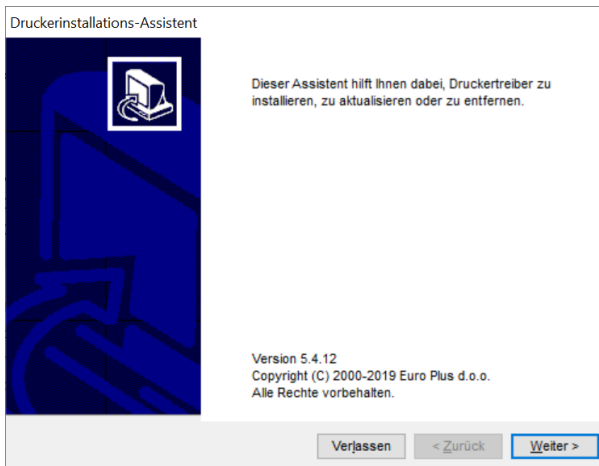 Druckerinstallations-Assistent
Dieser Assistent hilft Ihnen dabei, Druckertreiber zu
installieren, zu aktualisieren oder zu entfernen.
Version 5.4.12
Copyright (C) 2000-2019 Euro Plus d.o.o.
Alle Rechte vorbehalten.
Verlassen < Zurück Weiter >